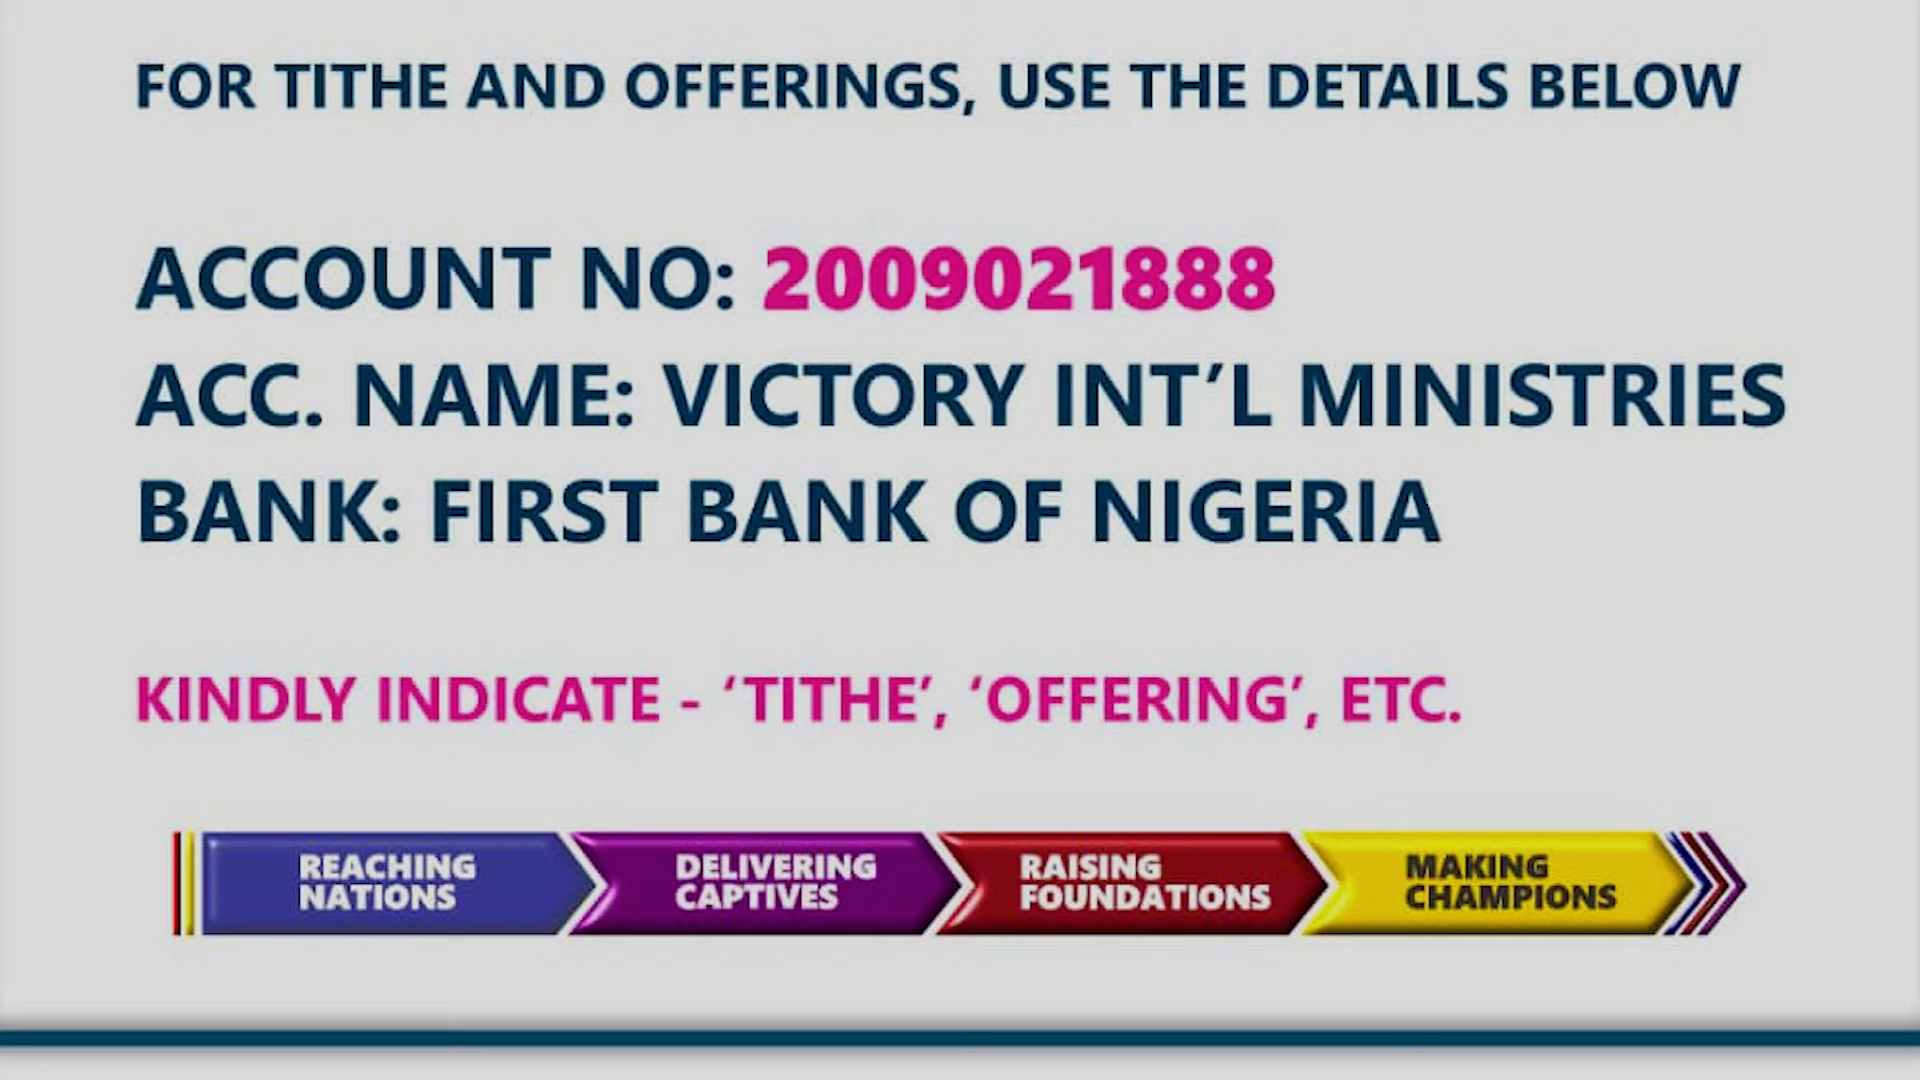 FOR TITHE AND OFFERINGS, USE THE DETAILS BELOW
ACCOUNT NO: 2009021888
ACC. NAME: VICTORY INT’L MINISTRIES
BANK: FIRST BANK OF NIGERIA
KINDLY INDICATE - ‘TITHE’, ‘OFFERING’, ETC.
REACHING
NATIONS
DELIVERING
CAPTIVES
RAISING
FOUNDATIONS
MAKING
CHAMPIONS